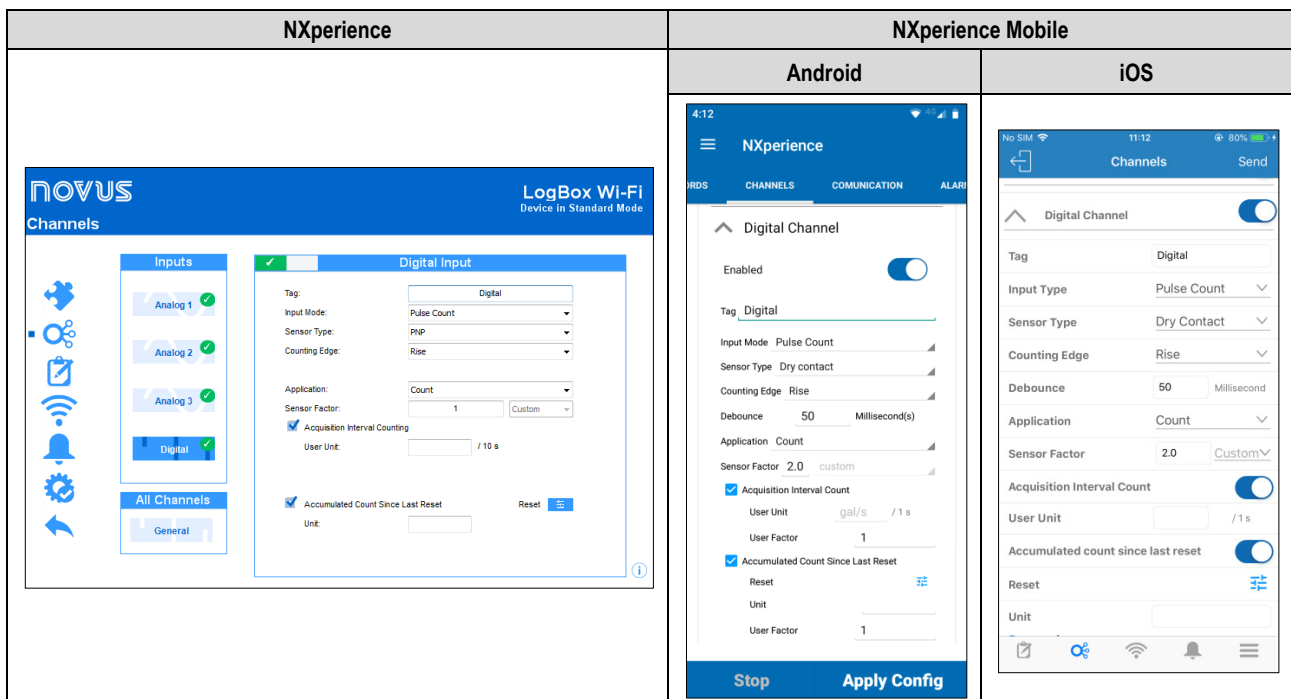 NXperience
NXperience Mobile
Android
iOS
NOVUS
LogBox Wi-Fi
Device in Standard Mode
Channels
Inputs
Analog 1
Analog 2
Analog 3
Digital
All Channels
General
Digital Input
Tag: Digital
Input Mode: Pulse Count
Sensor Type: PNP
Counting Edge: Rise
Application: Count
Sensor Factor: 1 Custom
Acquisition Interval Counting
User Unit: / 10 s
Accumulated Count Since Last Reset Reset
Unit:
4:12 4G
NXperience
RDS CHANNELS COMUNICATION ALAR
Digital Channel
Enabled
Tag Digital
Input Mode Pulse Count
Sensor Type Dry contact
Counting Edge Rise
Debounce 50 Millisecond(s)
Application Count
Sensor Factor 2.0 custom
Acquisition Interval Count
User Unit gal/s / 1 s
User Factor 1
Accumulated Count Since Last Reset
Reset
Unit
User Factor 1
Stop Apply Config
No SIM 11:12 80%
Channels Send
Digital Channel
Tag Digital
Input Type Pulse Count
Sensor Type Dry Contact
Counting Edge Rise
Debounce 50 Millisecond
Application Count
Sensor Factor 2.0 Custom
Acquisition Interval Count
User Unit / 1 s
Accumulated count since last reset
Reset
Unit